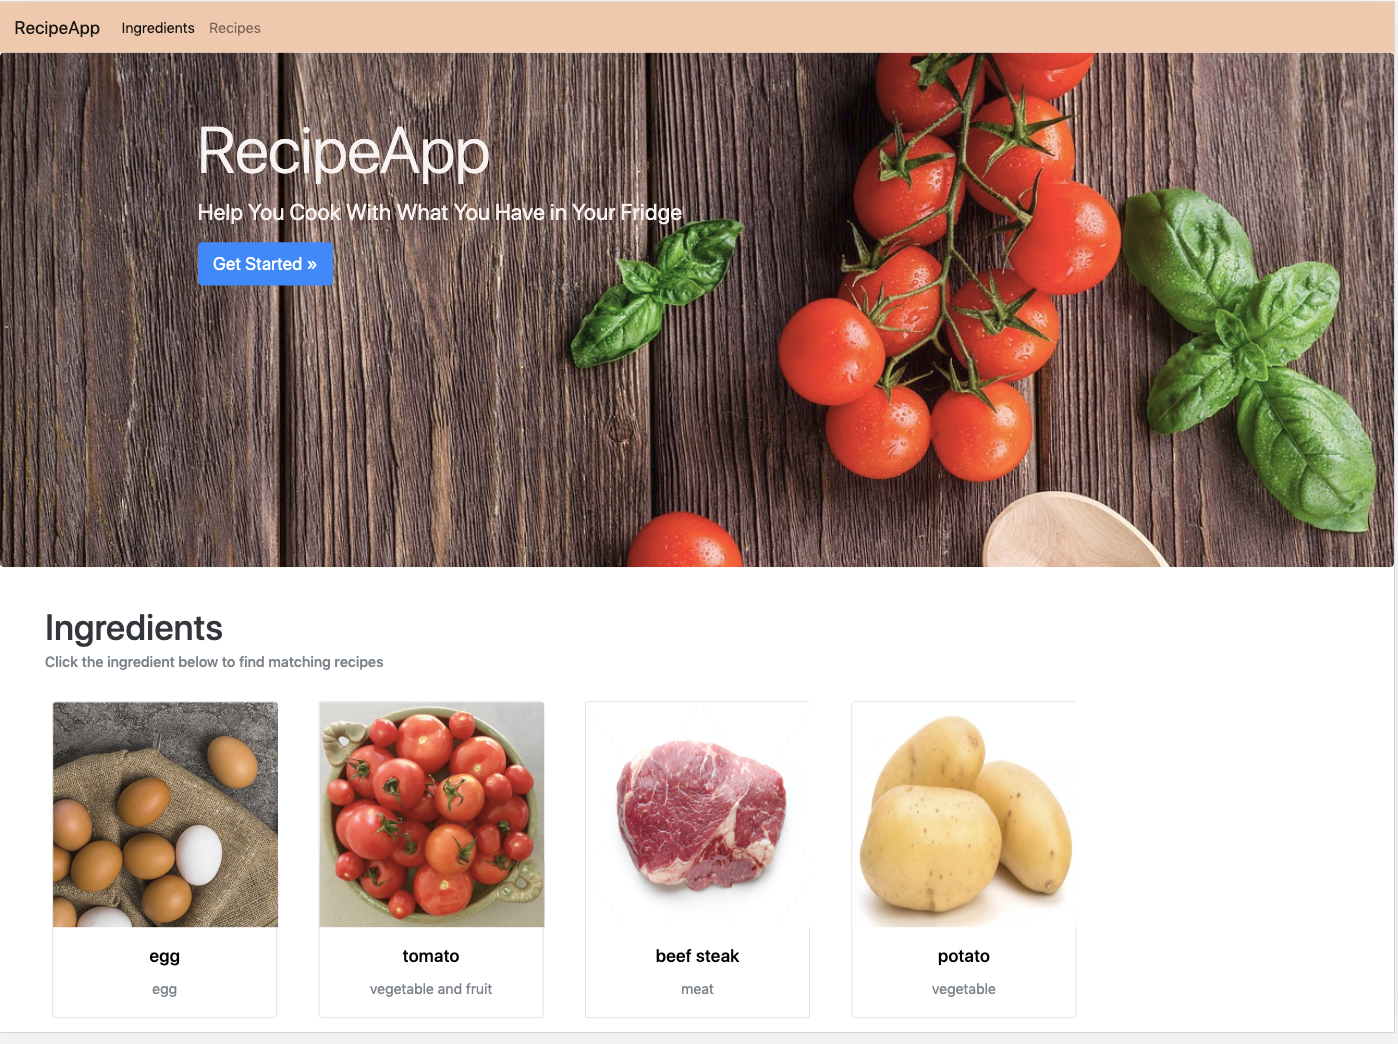 RecipeApp Ingredients Recipes
RecipeApp
Help You Cook With What You Have in Your Fridge
Get Started »
Ingredients
Click the ingredient below to find matching recipes
egg
egg
tomato
vegetable and fruit
beef steak
meat
potato
vegetable